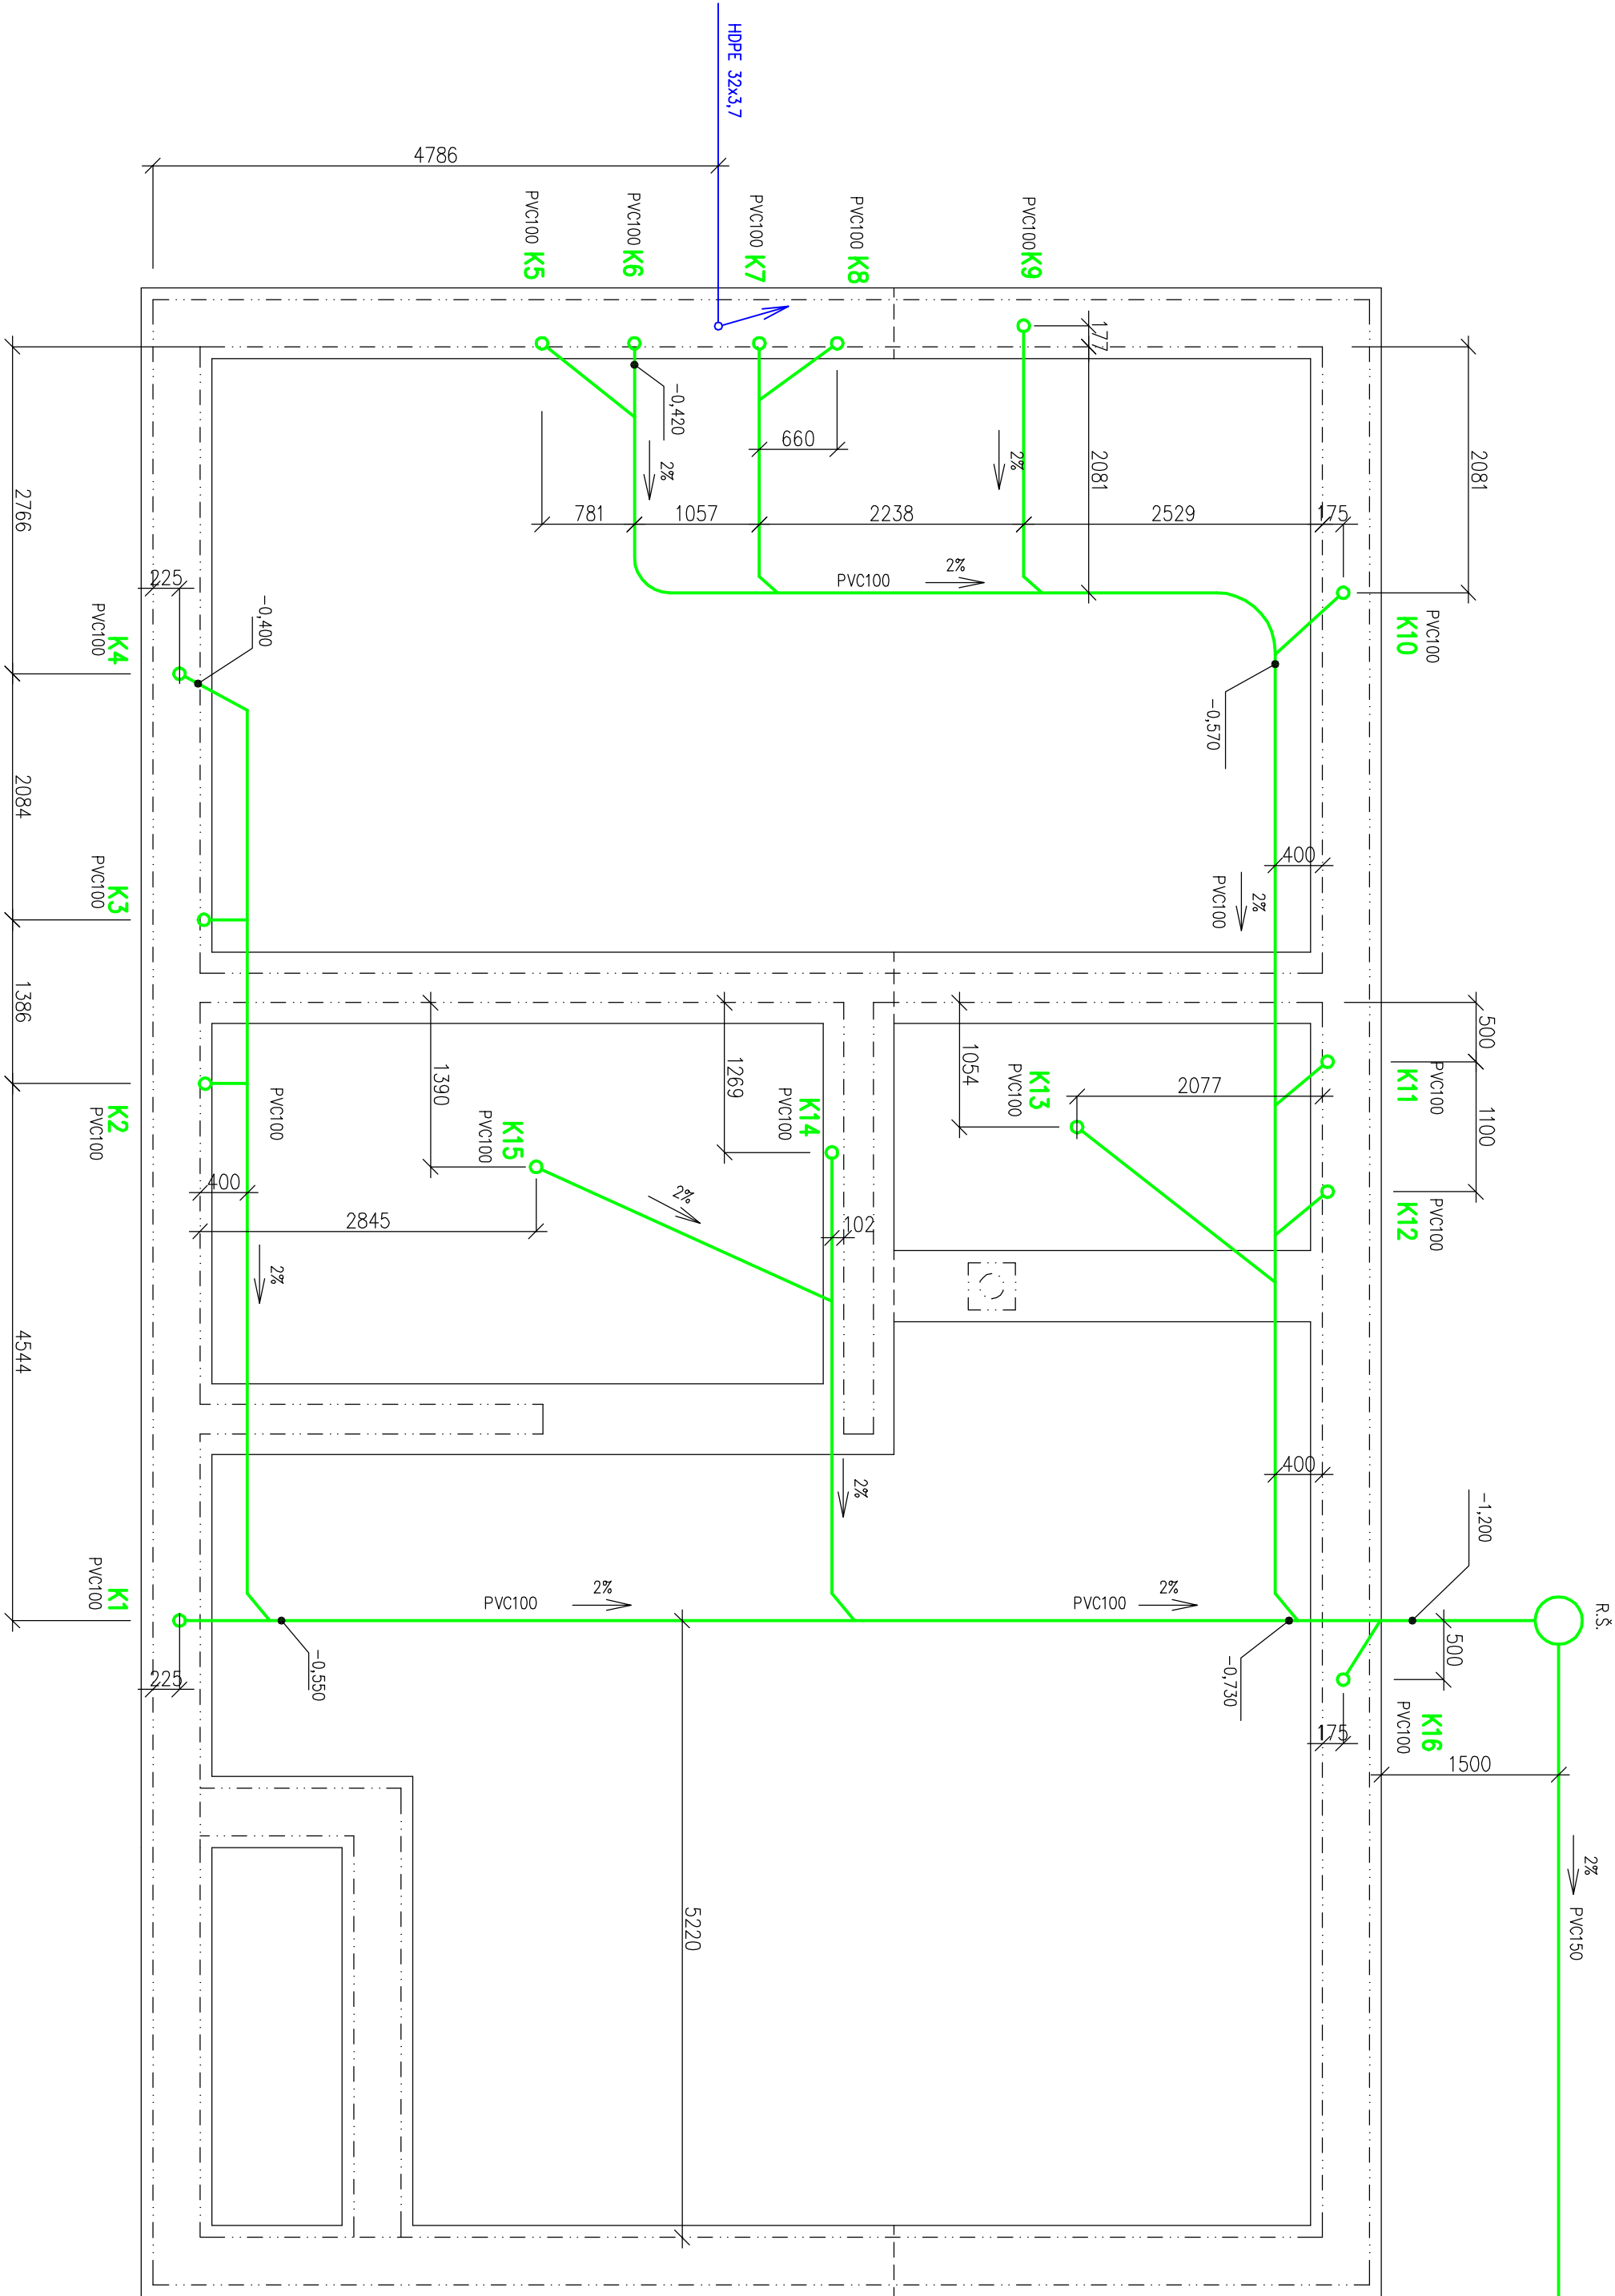 HDPE 32x3,7
4786
PVC100 K5
PVC100 K6
PVC100 K7
PVC100 K8
PVC100 K9
177
2081
2081
-0,420
2%
660
2%
781
1057
2238
2529
175
2%
PVC100
K10
PVC100
2766
225
-0,400
K4
PVC100
-0,570
2084
400
2%
PVC100
K3
PVC100
1386
500
1100
K11
PVC100
K2
PVC100
PVC100
1390
1269
1054
K13
PVC100
2077
K14
PVC100
K15
PVC100
400
2845
2%
102
K12
PVC100
2%
4544
2%
400
-1,200
K1
PVC100
PVC100
2%
PVC100
2%
R.Š.
500
-0,550
225
-0,730
175
K16
PVC100
1500
2%
PVC150
5220